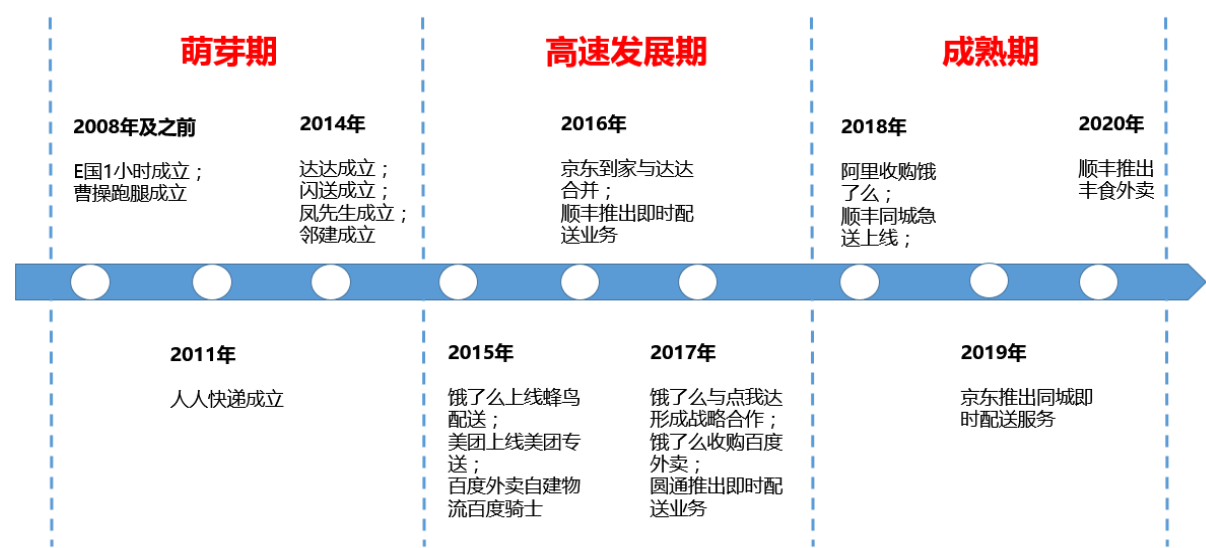 萌芽期
2008年及之前
E国1小时成立；
曹操跑腿成立
2011年
人人快递成立
2014年
达达成立；
闪送成立；
凤先生成立；
邻建成立
高速发展期
2015年
饿了么上线蜂鸟
配送；
美团上线美团专
送；
百度外卖自建物
流百度骑士
2016年
京东到家与达达
合并；
顺丰推出即时配
送业务
2017年
饿了么与点我达
形成战略合作；
饿了么收购百度
外卖；
圆通推出即时配
送业务
成熟期
2018年
阿里收购饿
了么；
顺丰同城急
送上线；
2019年
京东推出同城即
时配送服务
2020年
顺丰推出
丰食外卖